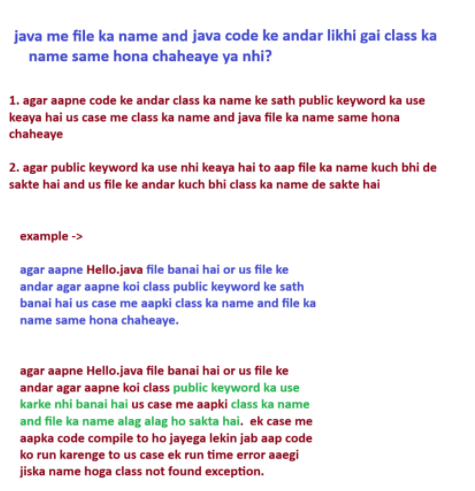 java me file ka name and java code ke andar likhi gai class ka
name same hona chaheaye ya nhi?
1. agar aapne code ke andar class ka name ke sath public keyword ka use
keaya hai us case me class ka name and java file ka name same hona
chaheaye
2. agar public keyword ka use nhi keaya hai to aap file ka name kuch bhi de
sakte hai and us file ke andar kuch bhi class ka name de sakte hai
example ->
agar aapne Hello.java file banai hai or us file ke
andar agar aapne koi class public keyword ke sath
banai hai us case me aapki class ka name and file ka
name same hona chaheaye.
agar aapne Hello.java file banai hai or us file ke
andar agar aapne koi class public keyword ka use
karke nhi banai hai us case me aapki class ka name
and file ka name alag alag ho sakta hai.  ek case me
aapka code compile to ho jayega lekin jab aap code
ko run karenge to us case ek run time error aaegi
jiska name hoga class not found exception.